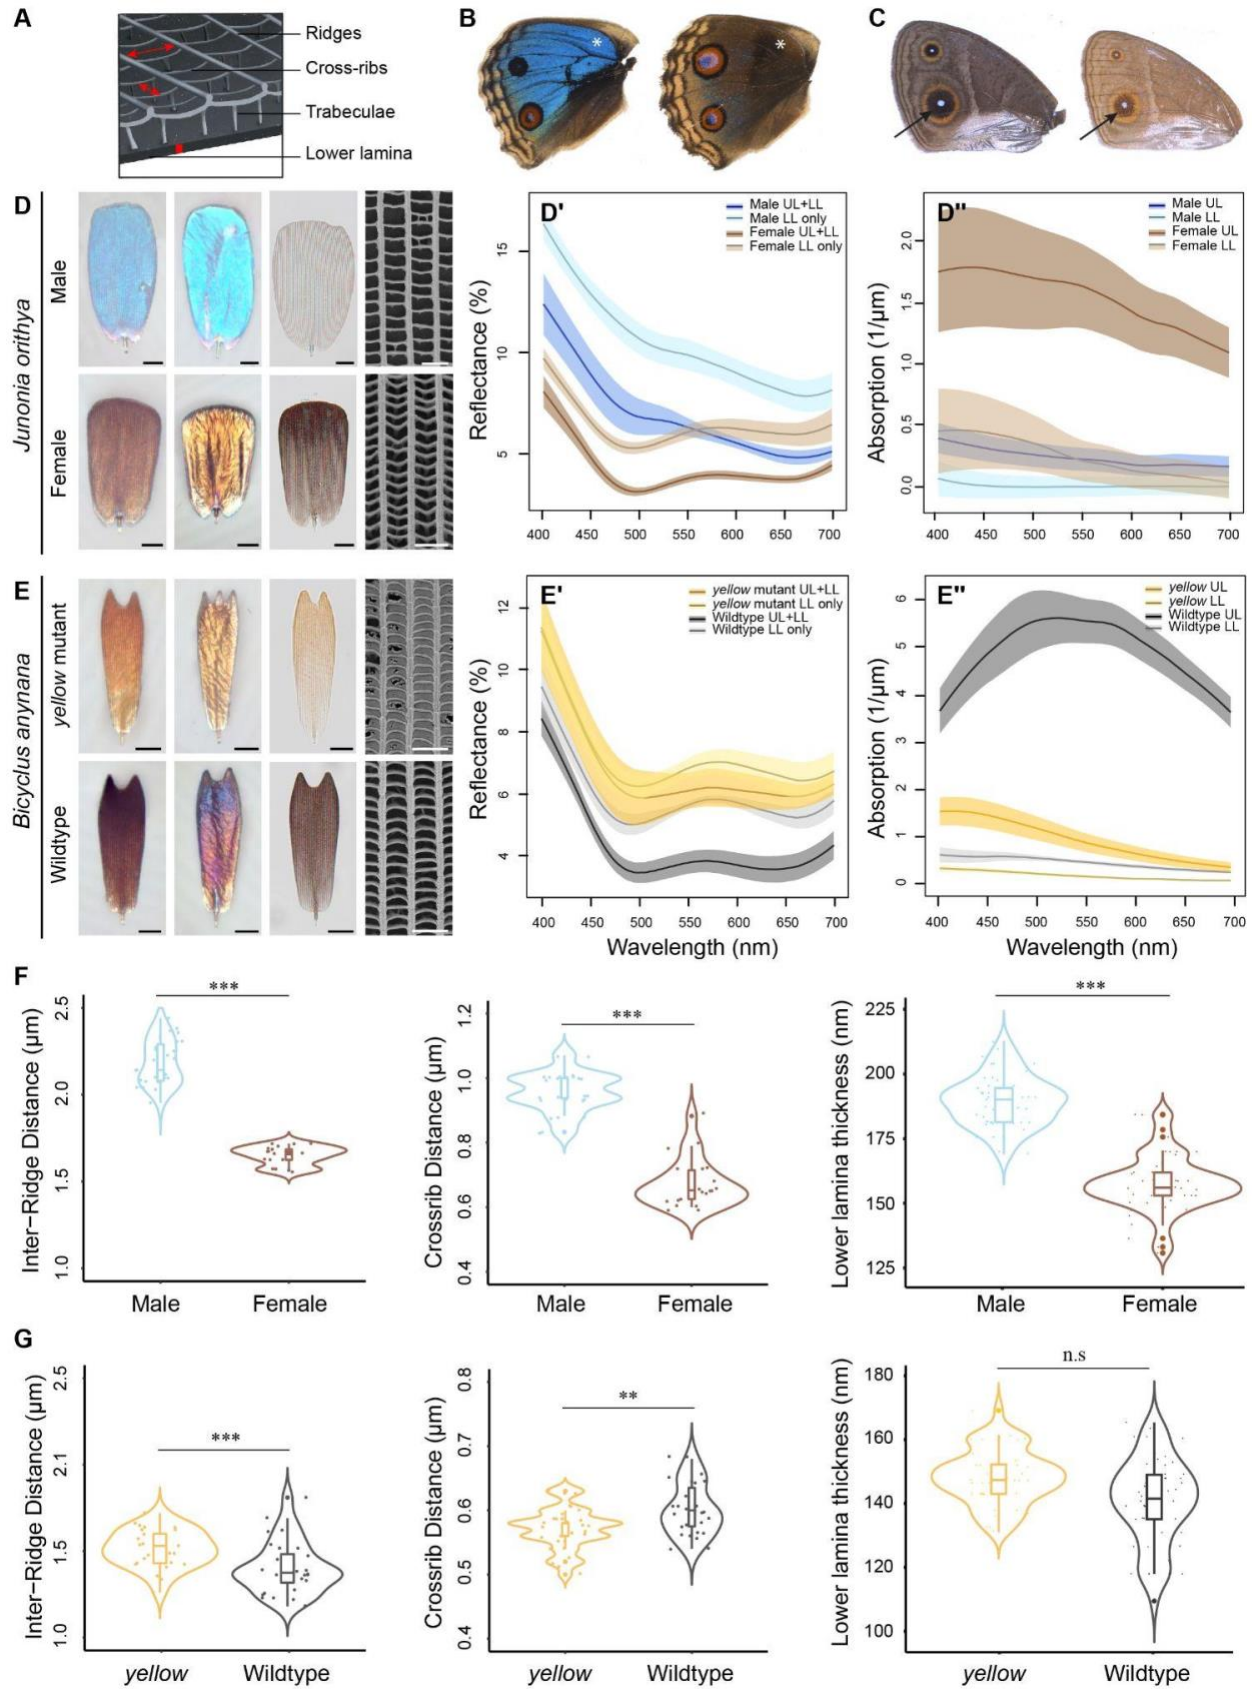 A
Ridges
Cross-ribs
Trabeculae
Lower lamina
B
*
*
C
D
Junonia orithya
Male
Female
D'
Male UL+LL
Male LL only
Female UL+LL
Female LL only
Reflectance (%)
15
10
5
400
450
500
550
600
650
700
D"
Male UL
Male LL
Female UL
Female LL
Absorption (1/μm)
2.0
1.5
1.0
0.5
0.0
400
450
500
550
600
650
700
E
Bicyclus anynana
yellow mutant
Wildtype
E'
yellow mutant UL+LL
yellow mutant LL only
Wildtype UL+LL
Wildtype LL only
Reflectance (%)
12
10
8
6
4
400
450
500
550
600
650
700
Wavelength (nm)
E"
yellow UL
yellow LL
Wildtype UL
Wildtype LL
Absorption (1/μm)
6
5
4
3
2
1
0
400
450
500
550
600
650
700
Wavelength (nm)
F
Inter-Ridge Distance (μm)
2.5
2.0
1.5
1.0
***
Male
Female
Crossrib Distance (μm)
1.2
1.0
0.8
0.6
0.4
***
Male
Female
Lower lamina thickness (nm)
225
200
175
150
125
***
Male
Female
G
Inter-Ridge Distance (μm)
2.5
2.1
1.5
1.0
***
yellow
Wildtype
Crossrib Distance (μm)
0.8
0.7
0.6
0.5
0.4
**
yellow
Wildtype
Lower lamina thickness (nm)
180
160
140
120
100
n.s
yellow
Wildtype